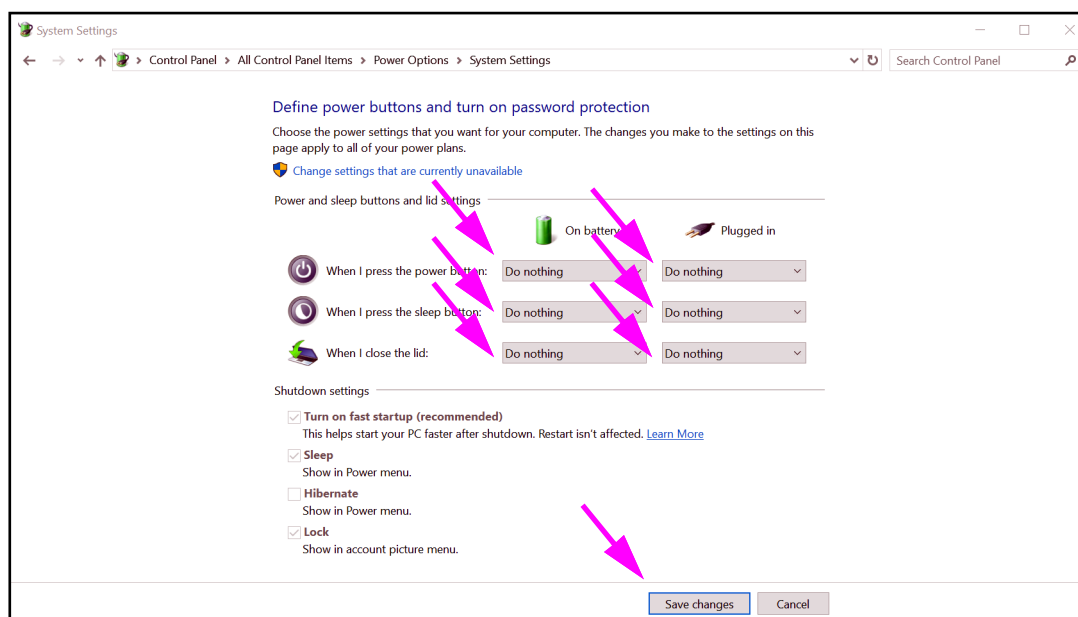 System Settings
Control Panel > All Control Panel Items > Power Options > System Settings
Search Control Panel
Define power buttons and turn on password protection
Choose the power settings that you want for your computer. The changes you make to the settings on this
page apply to all of your power plans.
Change settings that are currently unavailable
Power and sleep buttons and lid settings
On battery
Plugged in
When I press the power button: Do nothing Do nothing
When I press the sleep button: Do nothing Do nothing
When I close the lid: Do nothing Do nothing
Shutdown settings
Turn on fast startup (recommended)
This helps start your PC faster after shutdown. Restart isn't affected. Learn More
Sleep
Show in Power menu.
Hibernate
Show in Power menu.
Lock
Show in account picture menu.
Save changes Cancel